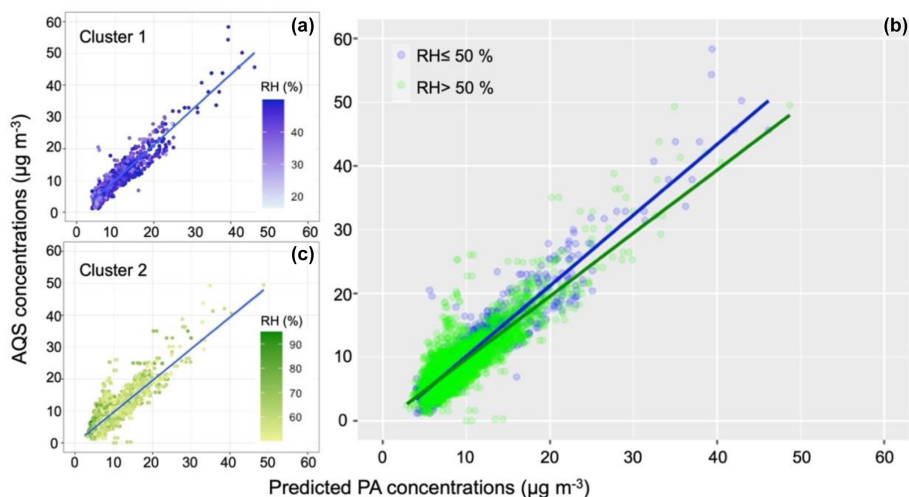 (a)
Cluster 1
60
50
40
30
20
10
0
RH (%)
40
30
20
0 10 20 30 40 50 60
(c)
Cluster 2
60
50
40
30
20
10
0
RH (%)
90
80
70
60
0 10 20 30 40 50 60
AQS concentrations (µg m-3)
(b)
RH≤ 50 %
RH> 50 %
60
50
40
30
20
10
0
0 10 20 30 40 50 60
Predicted PA concentrations (µg m-3)